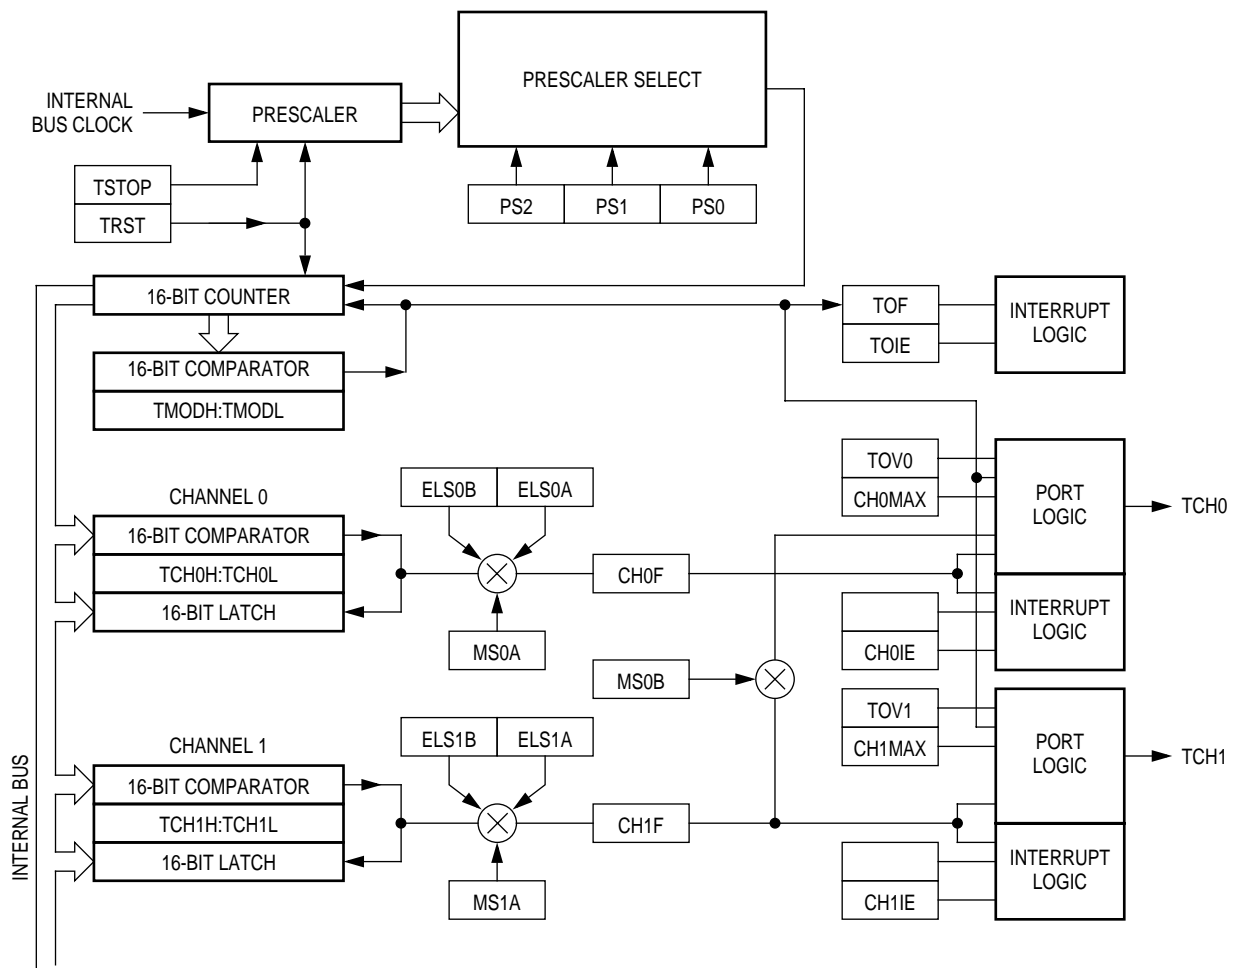 PRESCALER SELECT
INTERNAL
BUS CLOCK
PRESCALER
TSTOP
TRST
PS2
PS1
PS0
16-BIT COUNTER
16-BIT COMPARATOR
TMODH:TMODL
TOF
TOIE
INTERRUPT
LOGIC
CHANNEL 0
16-BIT COMPARATOR
TCH0H:TCH0L
16-BIT LATCH
ELS0B
ELS0A
MS0A
CH0F
TOV0
CH0MAX
PORT
LOGIC
TCH0
CH0IE
INTERRUPT
LOGIC
MS0B
CHANNEL 1
16-BIT COMPARATOR
TCH1H:TCH1L
16-BIT LATCH
ELS1B
ELS1A
MS1A
CH1F
TOV1
CH1MAX
PORT
LOGIC
TCH1
CH1IE
INTERRUPT
LOGIC
INTERNAL BUS